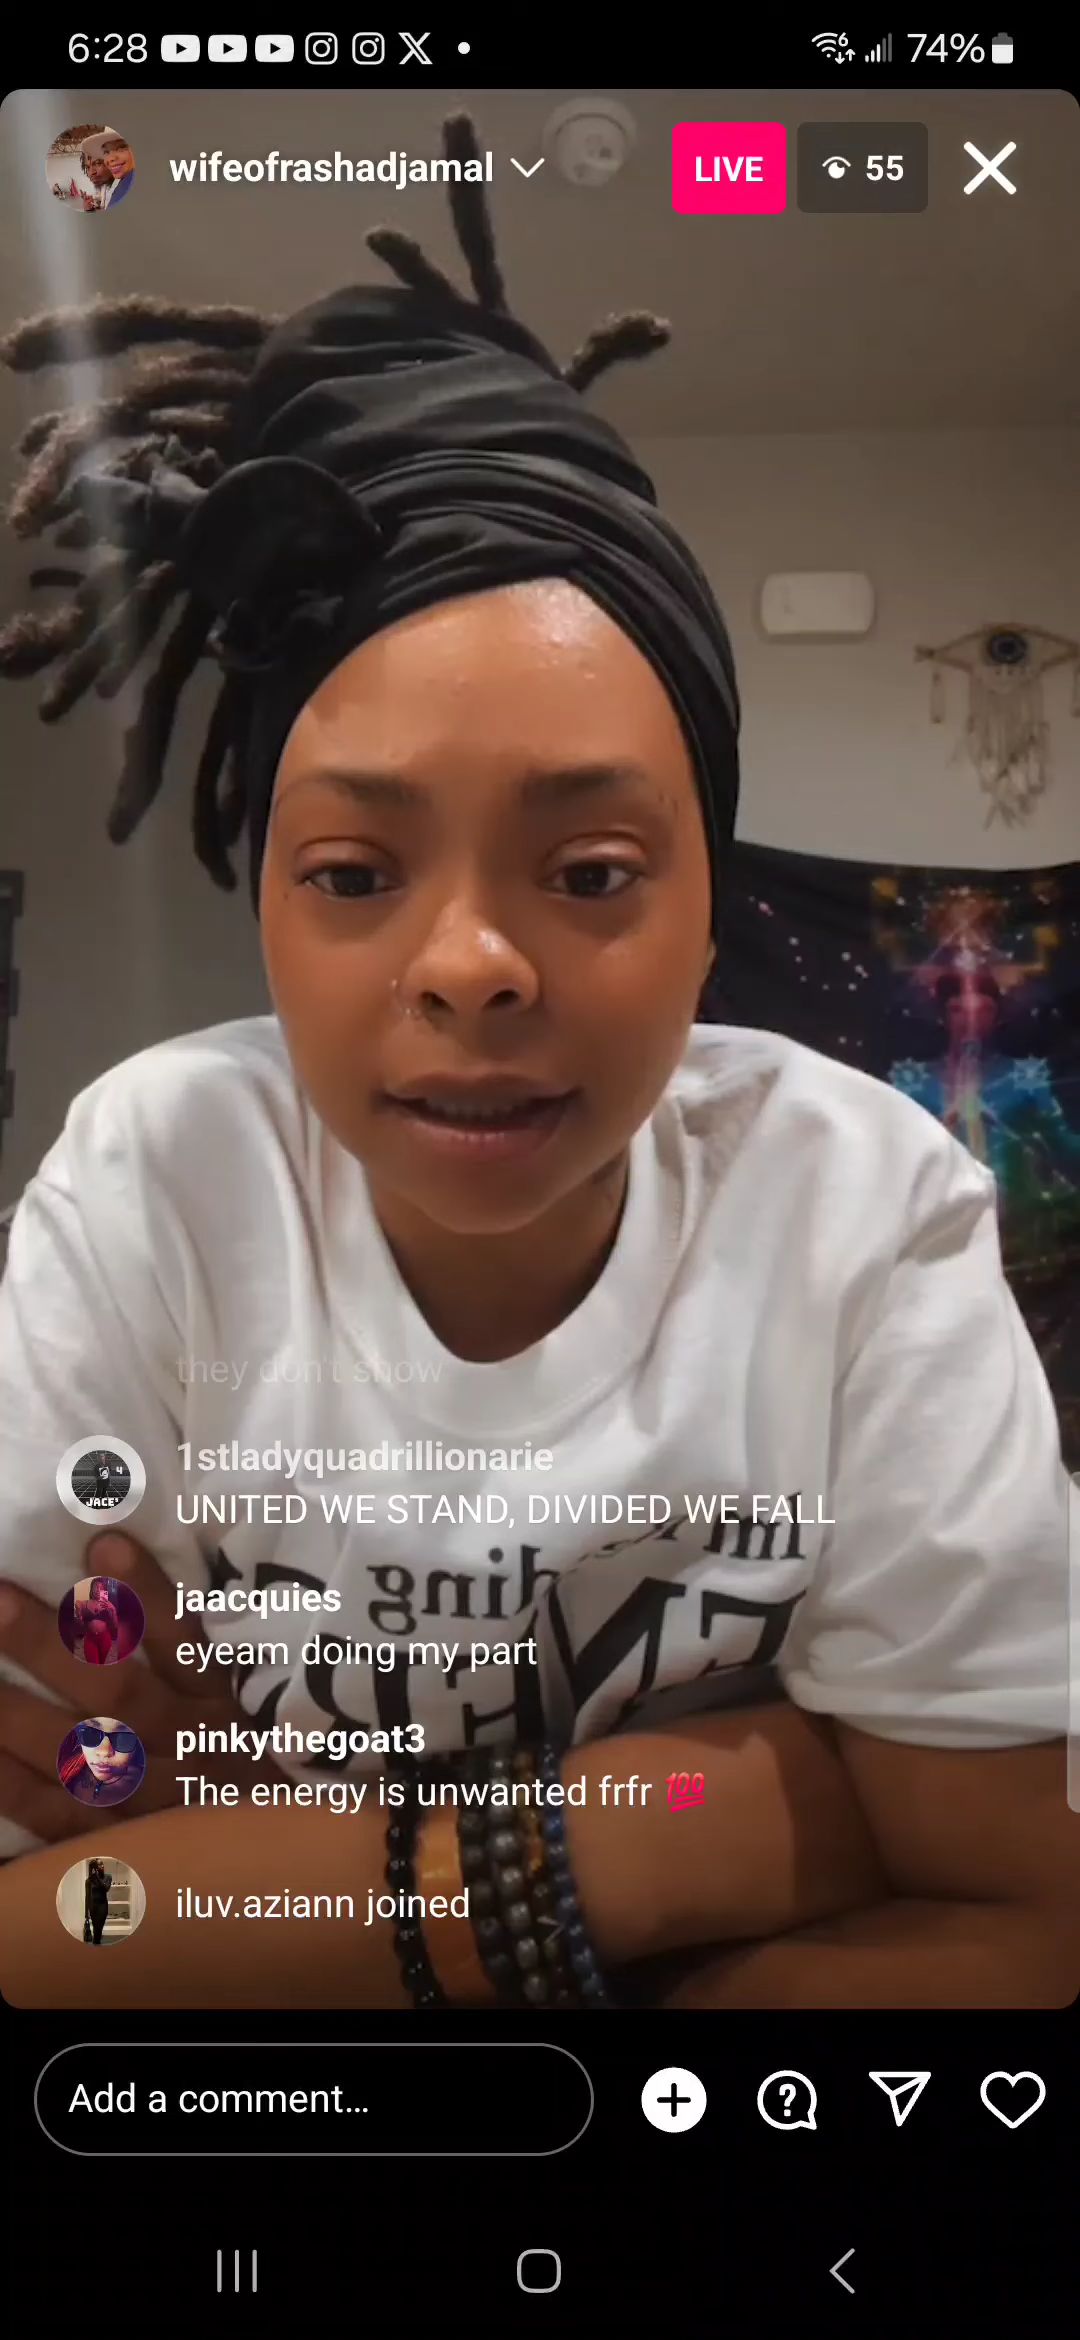 6:28
74%
wifeofrashadjamal
LIVE
55
they don't show
1stladyquadrillionarie
UNITED WE STAND, DIVIDED WE FALL
jaacquies
eyeam doing my part
pinkythegoat3
The energy is unwanted frfr 💯
iluv.aziann joined
Add a comment...